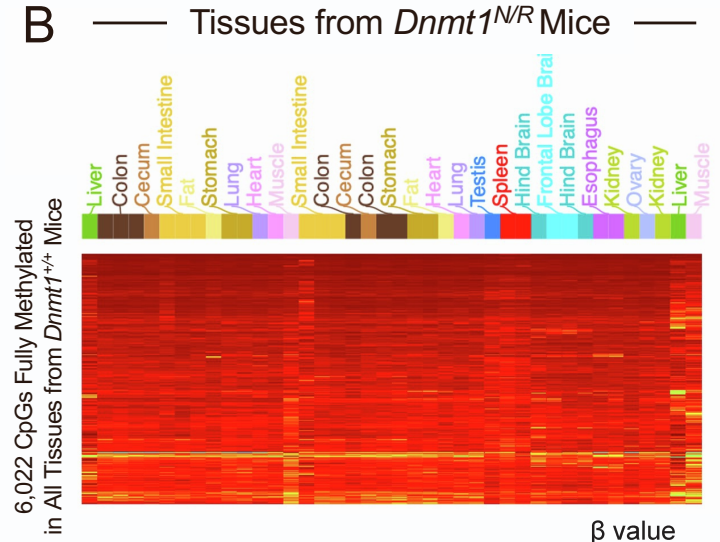 B
Tissues from Dnmt1N/R Mice
Liver
Colon
Cecum
Small Intestine
Fat
Stomach
Lung
Heart
Muscle
Small Intestine
Colon
Cecum
Colon
Stomach
Fat
Heart
Lung
Testis
Spleen
Hind Brain
Frontal Lobe Brai
Hind Brain
Esophagus
Kidney
Ovary
Kidney
Liver
Muscle
6,022 CpGs Fully Methylated
in All Tissues from Dnmt1+/+ Mice
β value